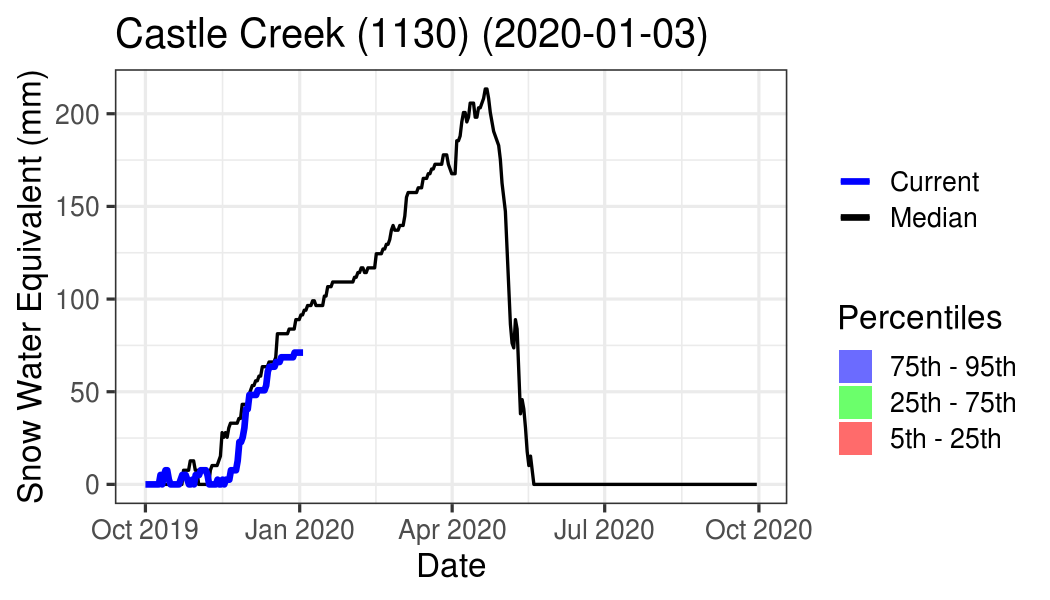 Castle Creek (1130) (2020-01-03)
Snow Water Equivalent (mm)
200
150
100
50
0
Oct 2019 Jan 2020 Apr 2020 Jul 2020 Oct 2020
Date
Current
Median
Percentiles
75th - 95th
25th - 75th
5th - 25th